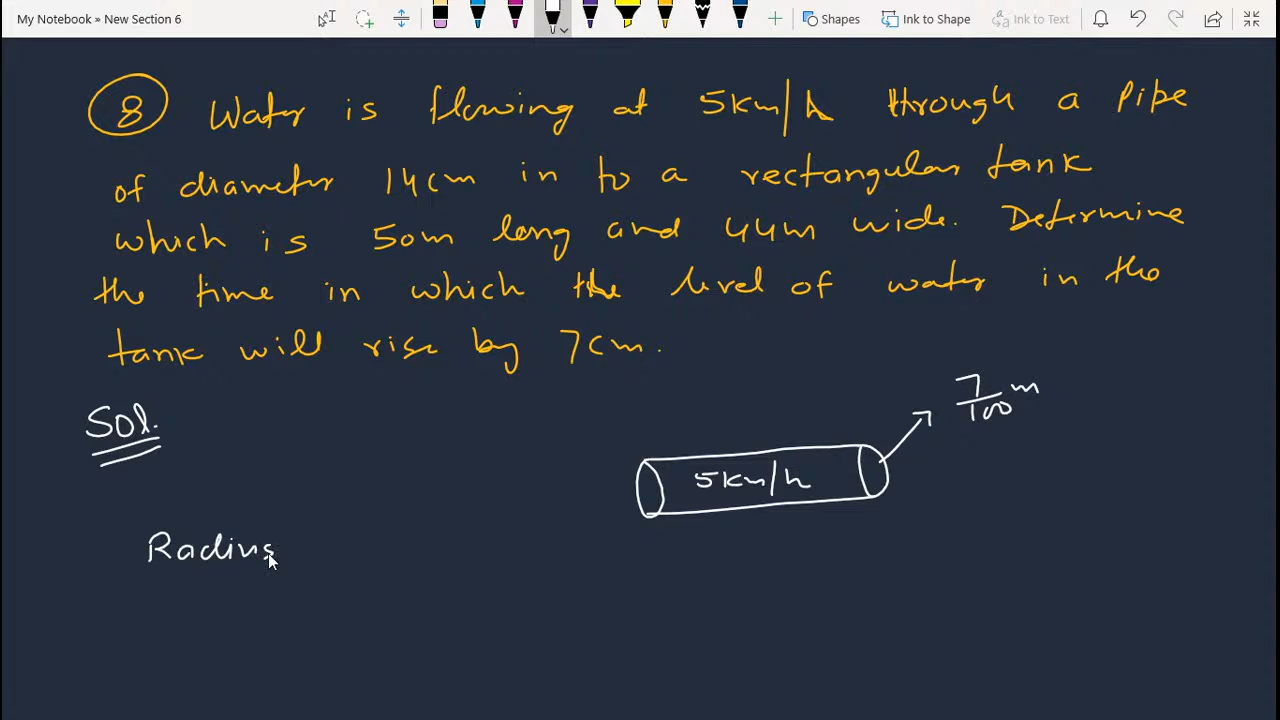 My Notebook » New Section 6
Shapes
Ink to Shape
Ink to Text
8 Water is flowing at 5km/h through a pipe
of diameter 14cm in to a rectangular tank
which is 50m long and 44m wide. Determine
the time in which the level of water in the
tank will rise by 7cm.
Sol.
7/100 m
5km/h
Radius